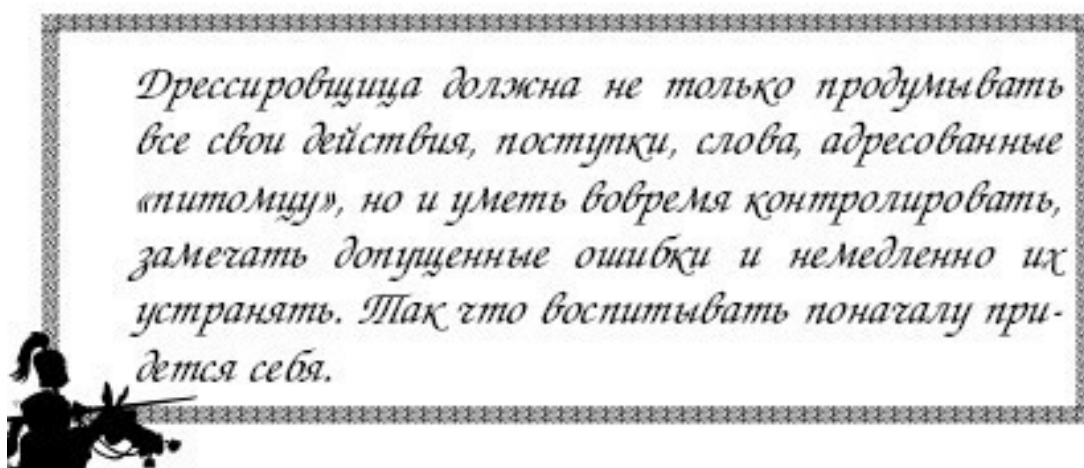 Дрессировщица должна не только продумывать
все свои действия, поступки, слова, адресованные
«питомцу», но и уметь вовремя контролировать,
замечать допущенные ошибки и немедленно их
устранять. Так что воспитывать поначалу при-
дется себя.